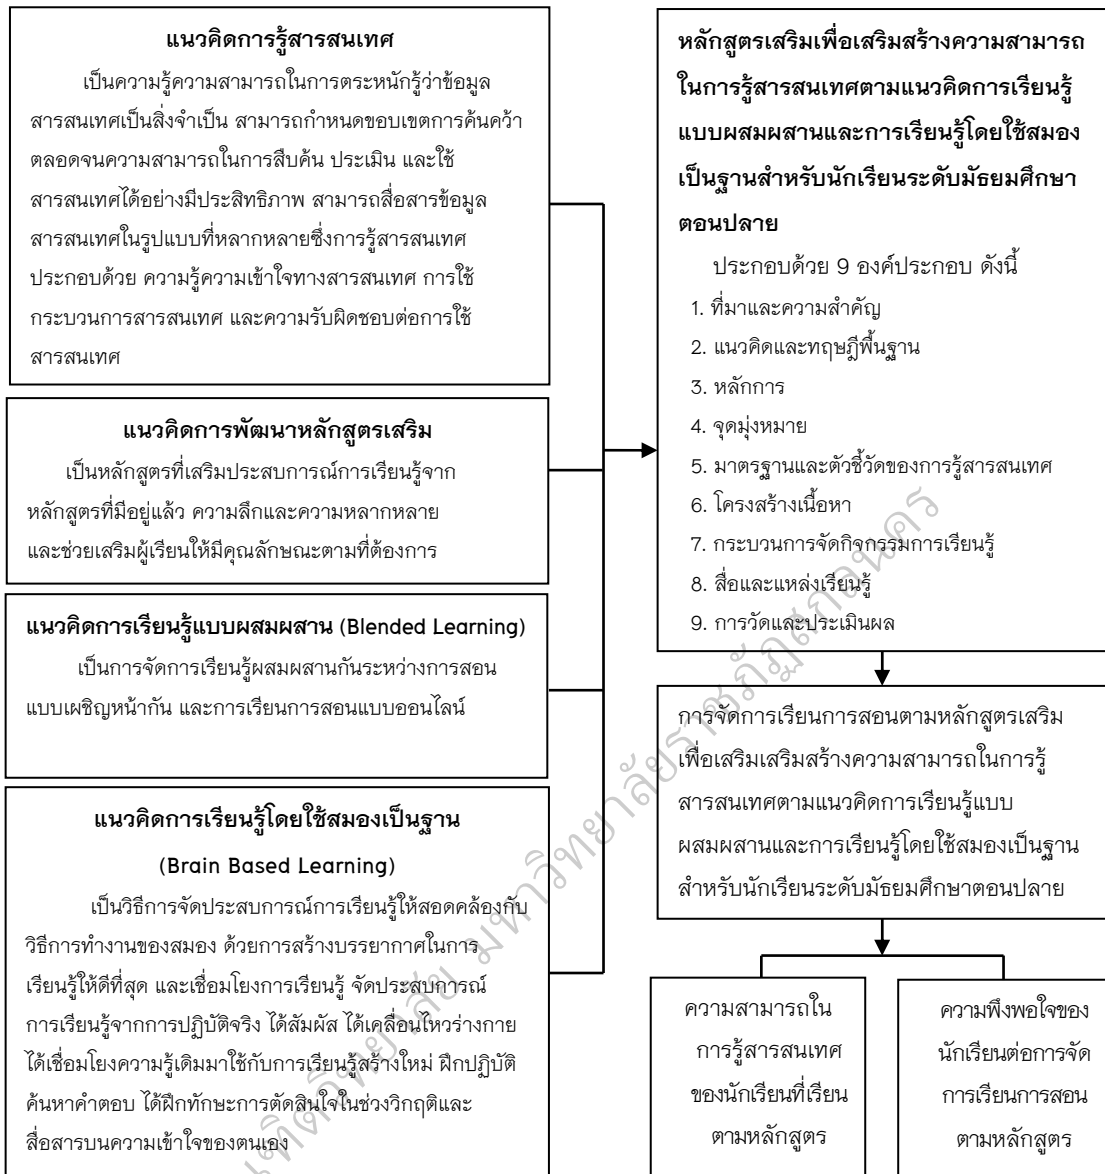 แนวคิดการรู้สารสนเทศ
เป็นความรู้ความสามารถในการตระหนักรู้ว่าข้อมูล
สารสนเทศเป็นสิ่งจำเป็น สามารถกำหนดขอบเขตการค้นคว้า
ตลอดจนความสามารถในการสืบค้น ประเมิน และใช้
สารสนเทศได้อย่างมีประสิทธิภาพ สามารถสื่อสารข้อมูล
สารสนเทศในรูปแบบที่หลากหลายซึ่งการรู้สารสนเทศ
ประกอบด้วย ความรู้ความเข้าใจทางสารสนเทศ การใช้
กระบวนการสารสนเทศ และความรับผิดชอบต่อการใช้
สารสนเทศ
แนวคิดการพัฒนาหลักสูตรเสริม
เป็นหลักสูตรที่เสริมประสบการณ์การเรียนรู้จาก
หลักสูตรที่มีอยู่แล้ว ความลึกและความหลากหลาย
และช่วยเสริมผู้เรียนให้มีคุณลักษณะตามที่ต้องการ
แนวคิดการเรียนรู้แบบผสมผสาน (Blended Learning)
เป็นการจัดการเรียนรู้ผสมผสานกันระหว่างการสอน
แบบเผชิญหน้ากัน และการเรียนการสอนแบบออนไลน์
แนวคิดการเรียนรู้โดยใช้สมองเป็นฐาน
(Brain Based Learning)
เป็นวิธีการจัดประสบการณ์การเรียนรู้ให้สอดคล้องกับ
วิธีการทำงานของสมอง ด้วยการสร้างบรรยากาศในการ
เรียนรู้ให้ดีที่สุด และเชื่อมโยงการเรียนรู้ จัดประสบการณ์
การเรียนรู้จากการปฏิบัติจริง ได้สัมผัส ได้เคลื่อนไหวร่างกาย
ได้เชื่อมโยงความรู้เดิมมาใช้กับการเรียนรู้สร้างใหม่ ฝึกปฏิบัติ
ค้นหาคำตอบ ได้ฝึกทักษะการตัดสินใจในช่วงวิกฤติและ
สื่อสารบนความเข้าใจของตนเอง
หลักสูตรเสริมเพื่อเสริมสร้างความสามารถ
ในการรู้สารสนเทศตามแนวคิดการเรียนรู้
แบบผสมผสานและการเรียนรู้โดยใช้สมอง
เป็นฐานสำหรับนักเรียนระดับมัธยมศึกษา
ตอนปลาย
ประกอบด้วย 9 องค์ประกอบ ดังนี้
1. ที่มาและความสำคัญ
2. แนวคิดและทฤษฎีพื้นฐาน
3. หลักการ
4. จุดมุ่งหมาย
5. มาตรฐานและตัวชี้วัดของการรู้สารสนเทศ
6. โครงสร้างเนื้อหา
7. กระบวนการจัดกิจกรรมการเรียนรู้
8. สื่อและแหล่งเรียนรู้
9. การวัดและประเมินผล
การจัดการเรียนการสอนตามหลักสูตรเสริม
เพื่อเสริมเสริมสร้างความสามารถในการรู้
สารสนเทศตามแนวคิดการเรียนรู้แบบ
ผสมผสานและการเรียนรู้โดยใช้สมองเป็นฐาน
สำหรับนักเรียนระดับมัธยมศึกษาตอนปลาย
ความสามารถใน
การรู้สารสนเทศ
ของนักเรียนที่เรียน
ตามหลักสูตร
ความพึงพอใจของ
นักเรียนต่อการจัด
การเรียนการสอน
ตามหลักสูตร
มหาวิทยาลัยราชภัฏสกลนคร